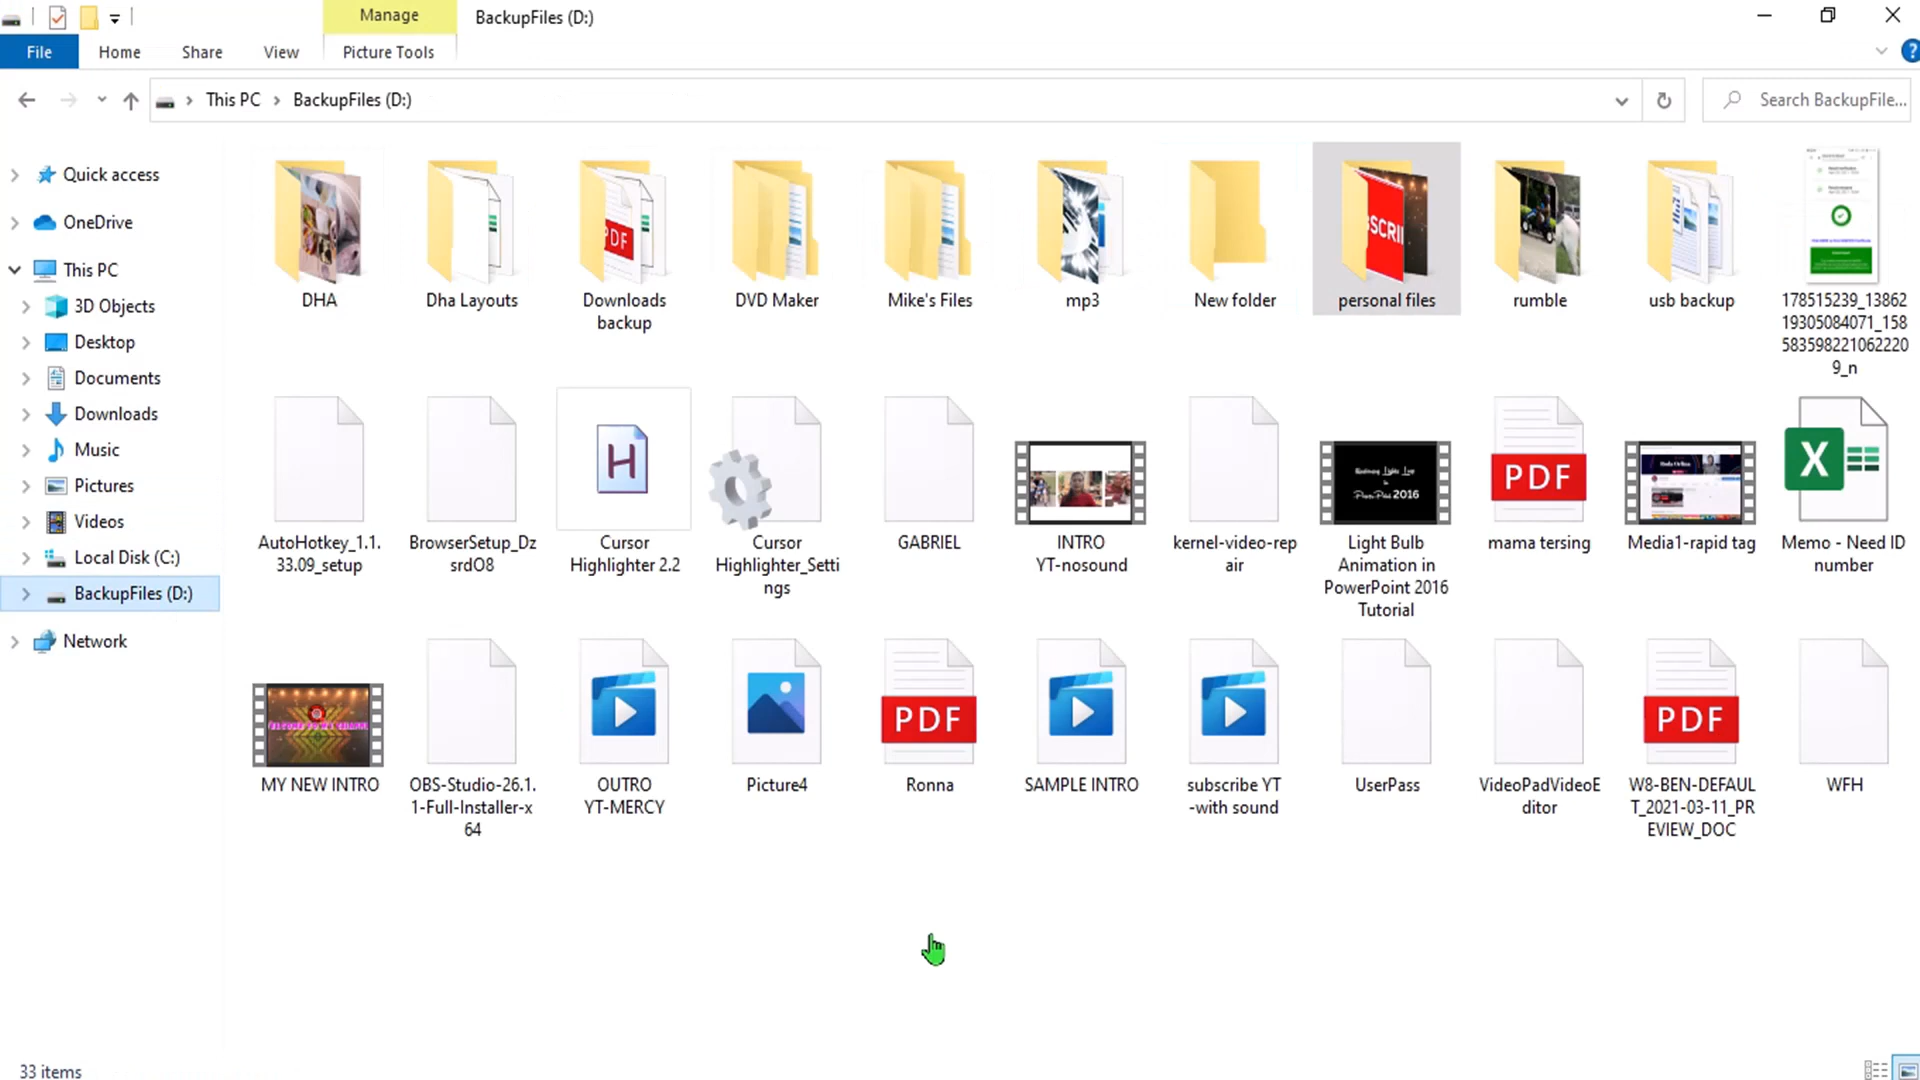 Manage
BackupFiles (D:)
File
Home
Share
View
Picture Tools
This PC
BackupFiles (D:)
Search BackupFile...
Quick access
OneDrive
This PC
3D Objects
Desktop
Documents
Downloads
Music
Pictures
Videos
Local Disk (C:)
BackupFiles (D:)
Network
DHA
Dha Layouts
PDF
Downloads
backup
DVD Maker
Mike's Files
mp3
New folder
BSCRI
personal files
rumble
usb backup
178515239_13862
19305084071_158
583598221062220
9_n
AutoHotkey_1.1.
33.09_setup
BrowserSetup_Dz
srdO8
H
Cursor
Highlighter 2.2
Cursor
Highlighter_Setti
ngs
GABRIEL
INTRO
YT-nosound
kernel-video-rep
air
2016
Light Bulb
Animation in
PowerPoint 2016
Tutorial
PDF
mama tersing
Media1-rapid tag
X
Memo - Need ID
number
MY NEW INTRO
OBS-Studio-26.1.
1-Full-Installer-x
64
OUTRO
YT-MERCY
Picture4
PDF
Ronna
SAMPLE INTRO
subscribe YT
-with sound
UserPass
VideoPadVideoE
ditor
PDF
W8-BEN-DEFAUL
T_2021-03-11_PR
EVIEW_DOC
WFH
33 items